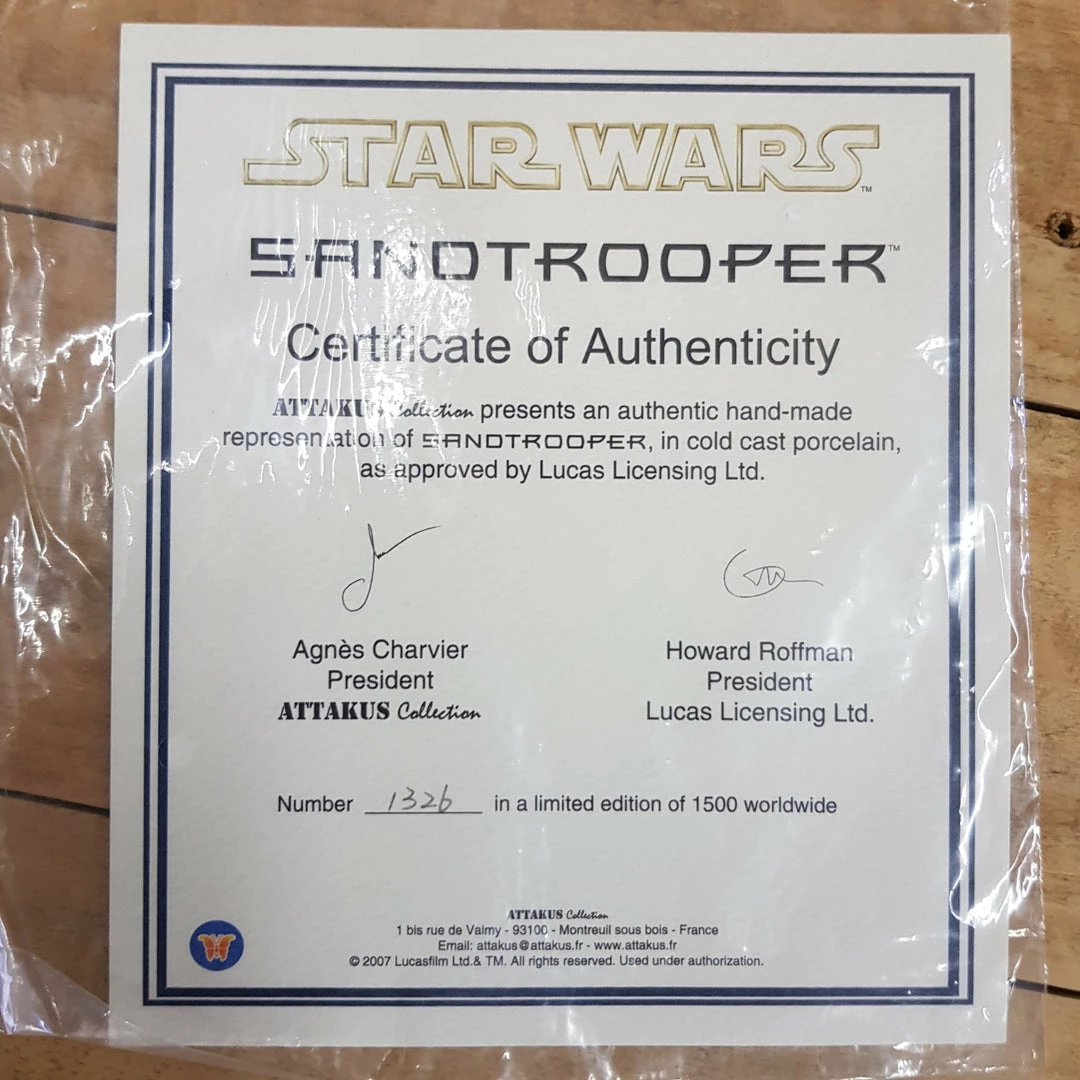 STAR WARS™
SANDTROOPER™
Certificate of Authenticity
ATTAKUS Collection presents an authentic hand-made
representation of SANDTROOPER, in cold cast porcelain,
as approved by Lucas Licensing Ltd.
Agnès Charvier Howard Roffman
President President
ATTAKUS Collection Lucas Licensing Ltd.
Number 1326 in a limited edition of 1500 worldwide
ATTAKUS Collection
1 bis rue de Valmy - 93100 - Montreuil sous bois - France
Email: attakus@attakus.fr - www.attakus.fr
© 2007 Lucasfilm Ltd.& TM. All rights reserved. Used under authorization.